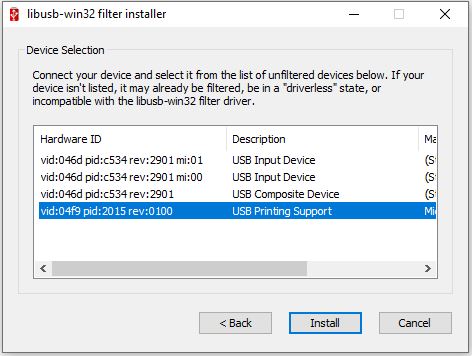 libusb-win32 filter installer
Device Selection
Connect your device and select it from the list of unfiltered devices below. If your
device isn't listed, it may already be filtered, be in a "driverless" state, or
incompatible with the libusb-win32 filter driver.
Hardware ID Description Ma
vid:046d pid:c534 rev:2901 mi:01 USB Input Device (S
vid:046d pid:c534 rev:2901 mi:00 USB Input Device (S
vid:046d pid:c534 rev:2901 USB Composite Device (S
vid:04f9 pid:2015 rev:0100 USB Printing Support Mi
< Back Install Cancel